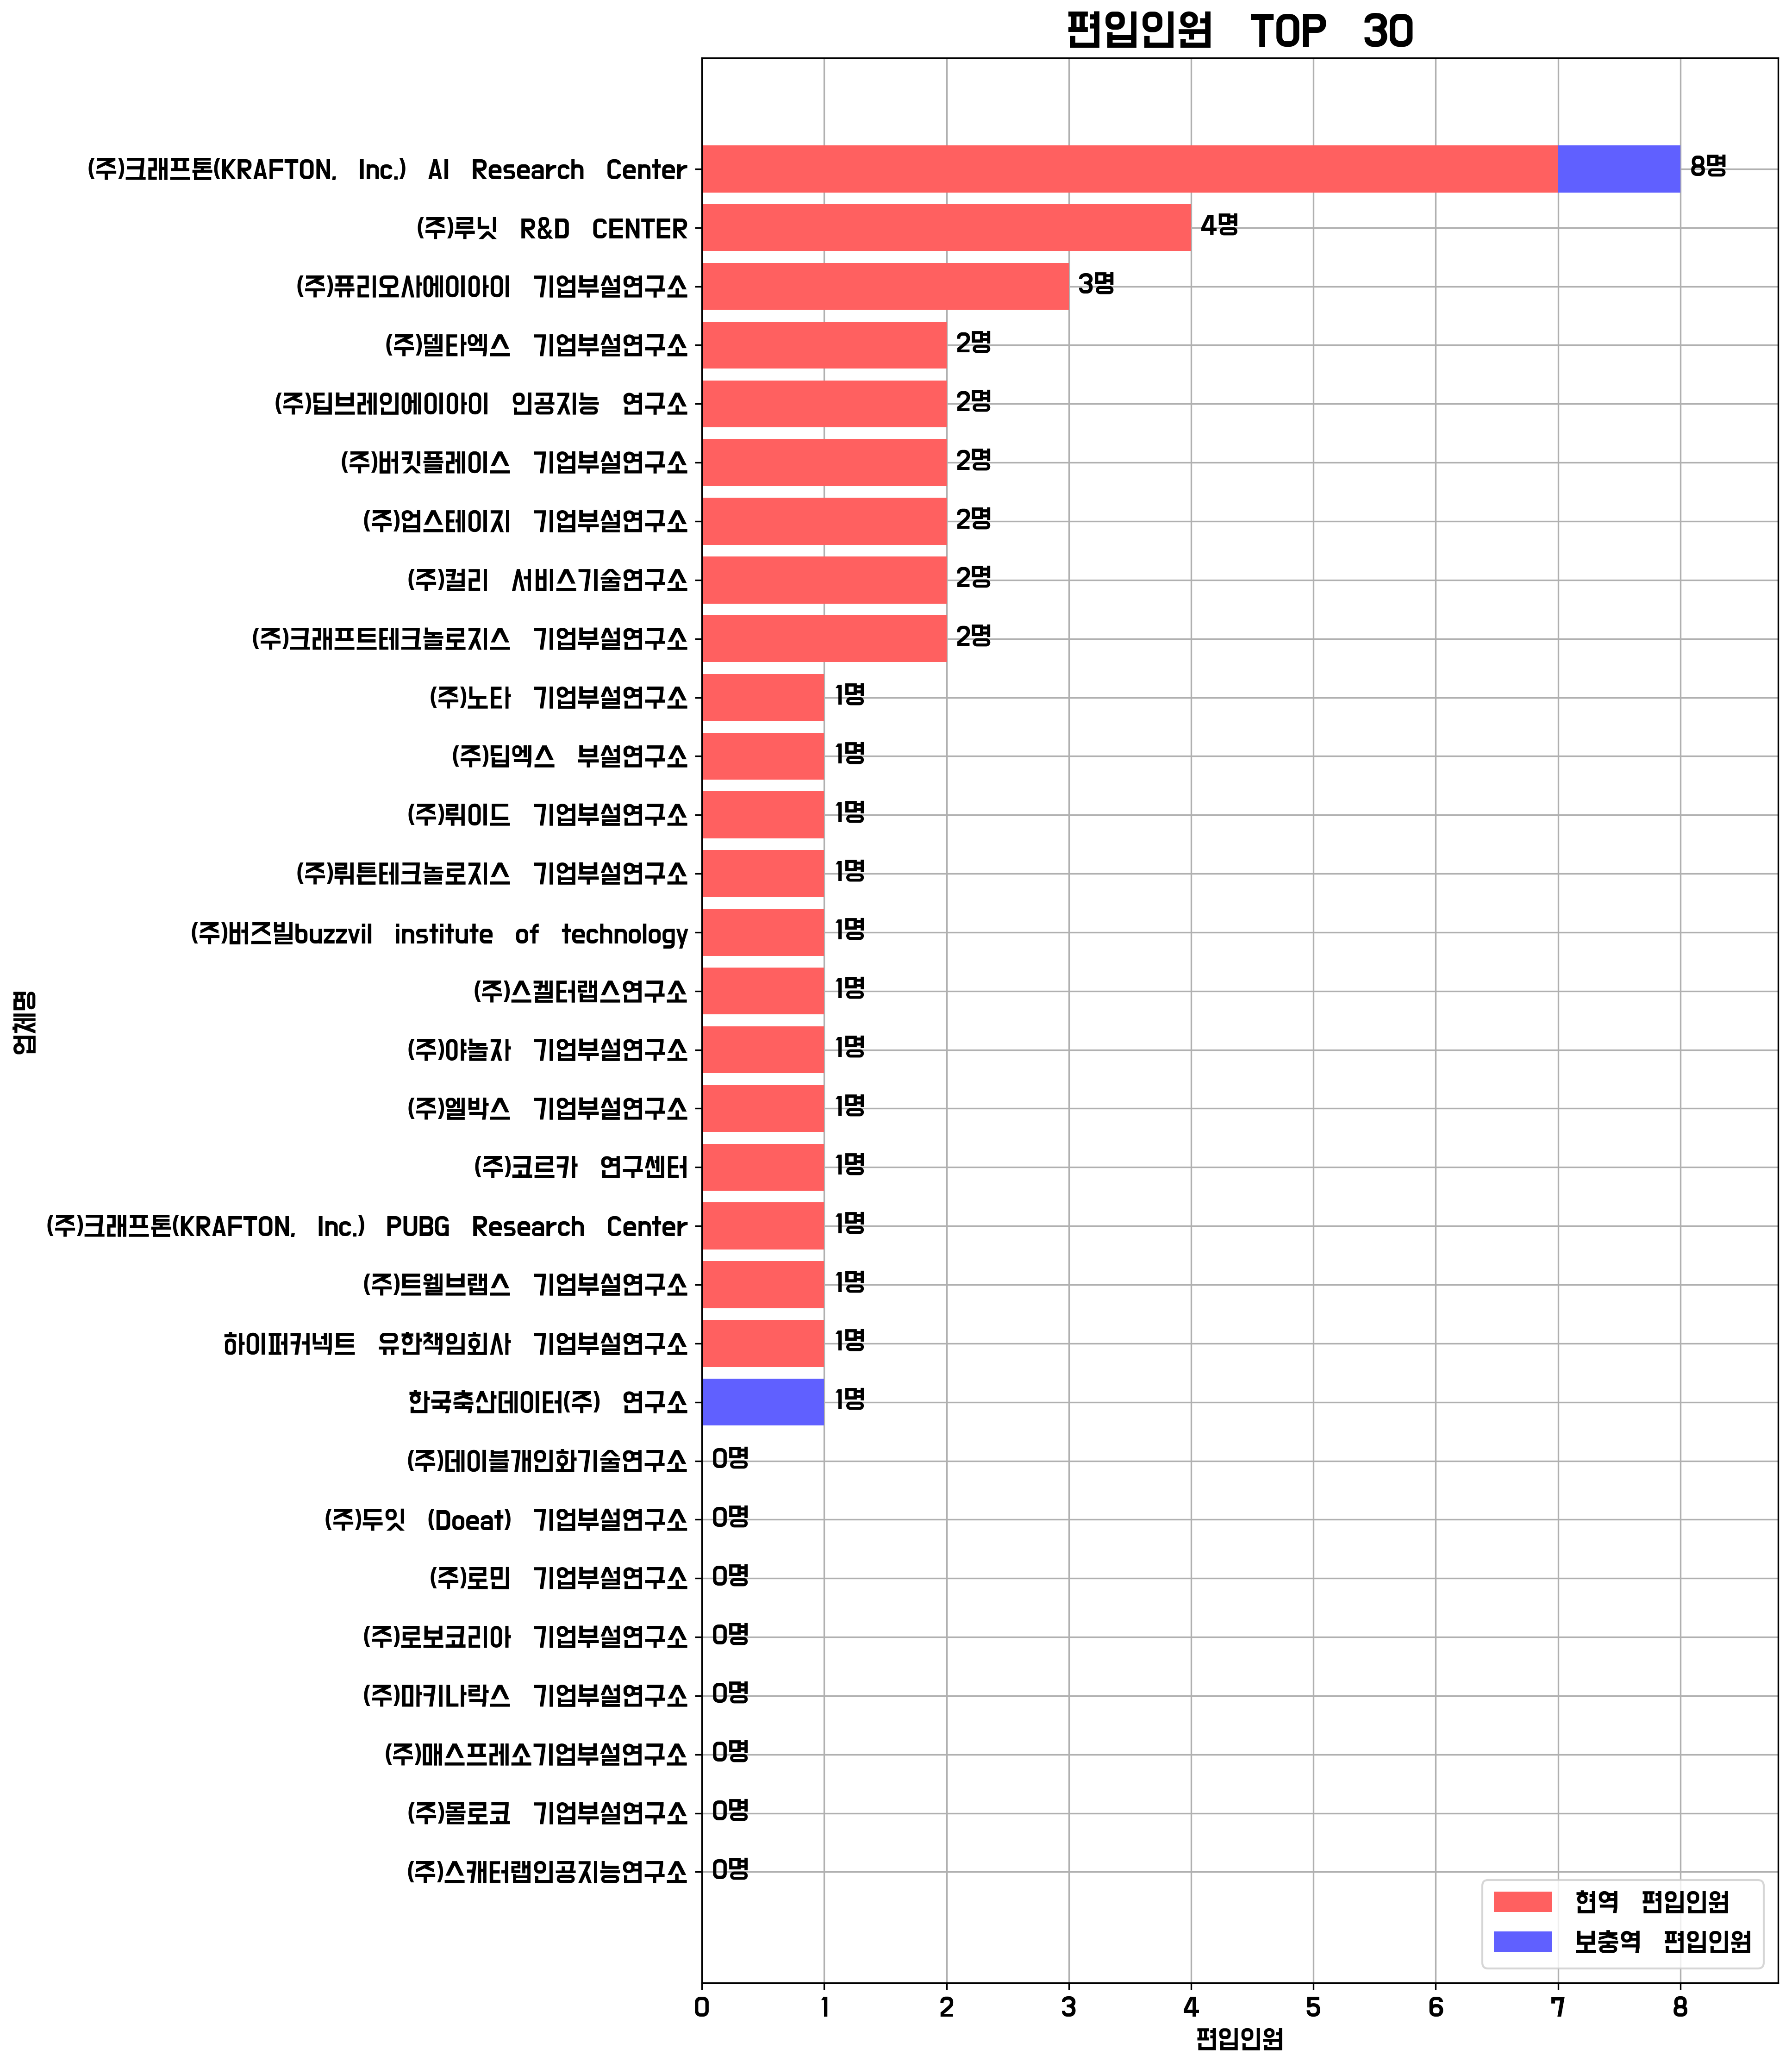 편입인원 TOP 30
(주)크래프톤(KRAFTON, Inc.) AI Research Center 8명
(주)루닛 R&D CENTER 4명
(주)퓨리오사에이아이 기업부설연구소 3명
(주)델타엑스 기업부설연구소 2명
(주)딥브레인에이아이 인공지능 연구소 2명
(주)버킷플레이스 기업부설연구소 2명
(주)업스테이지 기업부설연구소 2명
(주)컬리 서비스기술연구소 2명
(주)크래프트테크놀로지스 기업부설연구소 2명
(주)노타 기업부설연구소 1명
(주)딥엑스 부설연구소 1명
(주)뤼이드 기업부설연구소 1명
(주)뤼튼테크놀로지스 기업부설연구소 1명
(주)버즈빌buzzvil institute of technology 1명
(주)스켈터랩스연구소 1명
(주)야놀자 기업부설연구소 1명
(주)엘박스 기업부설연구소 1명
(주)코르카 연구센터 1명
(주)크래프톤(KRAFTON, Inc.) PUBG Research Center 1명
(주)트웰브랩스 기업부설연구소 1명
하이퍼커넥트 유한책임회사 기업부설연구소 1명
한국축산데이터(주) 연구소 1명
(주)데이블개인화기술연구소 0명
(주)두잇 (Doeat) 기업부설연구소 0명
(주)로민 기업부설연구소 0명
(주)로보코리아 기업부설연구소 0명
(주)마키나락스 기업부설연구소 0명
(주)매스프레소기업부설연구소 0명
(주)몰로코 기업부설연구소 0명
(주)스캐터랩인공지능연구소 0명
업체명
현역 편입인원
보충역 편입인원
0 1 2 3 4 5 6 7 8
편입인원